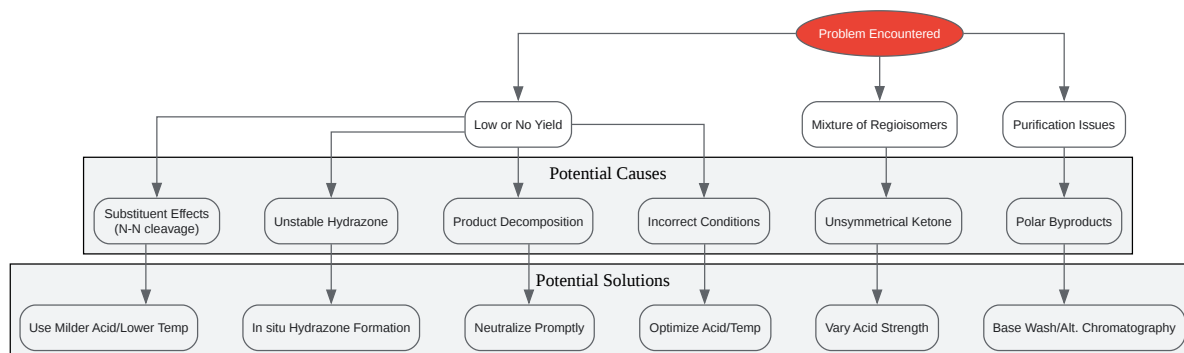 Problem Encountered
Low or No Yield
Mixture of Regioisomers
Purification Issues
Potential Causes
Substituent Effects
(N-N cleavage)
Unstable Hydrazone
Product Decomposition
Incorrect Conditions
Unsymmetrical Ketone
Polar Byproducts
Potential Solutions
Use Milder Acid/Lower Temp
In situ Hydrazone Formation
Neutralize Promptly
Optimize Acid/Temp
Vary Acid Strength
Base Wash/Alt. Chromatography